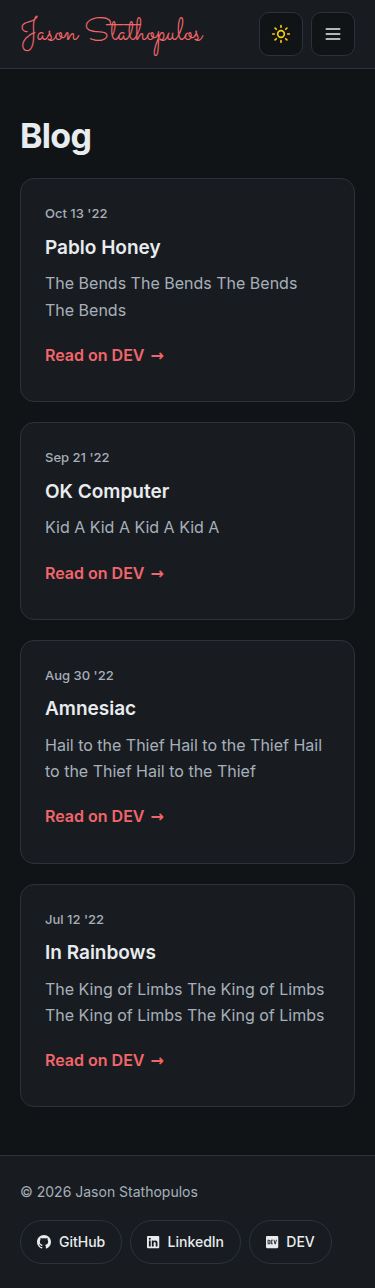 Jason Stathopulos
Blog
Oct 13 '22
Pablo Honey
The Bends The Bends The Bends
The Bends
Read on DEV →
Sep 21 '22
OK Computer
Kid A Kid A Kid A Kid A
Read on DEV →
Aug 30 '22
Amnesiac
Hail to the Thief Hail to the Thief Hail
to the Thief Hail to the Thief
Read on DEV →
Jul 12 '22
In Rainbows
The King of Limbs The King of Limbs
The King of Limbs The King of Limbs
Read on DEV →
© 2026 Jason Stathopulos
GitHub LinkedIn DEV